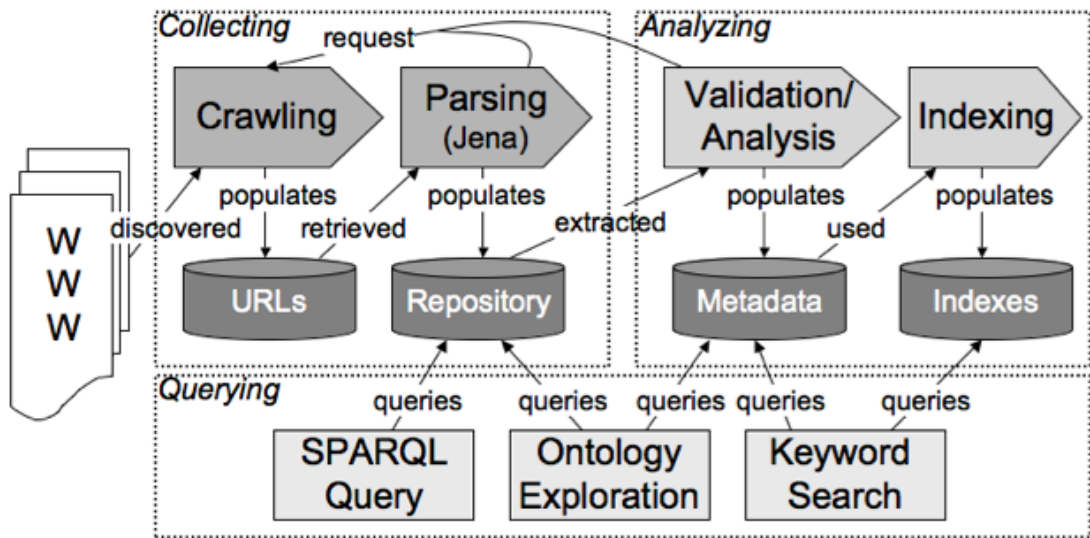 Collecting
Analyzing
request
Crawling
Parsing
(Jena)
Validation/
Analysis
Indexing
populates
populates
populates
populates
discovered
retrieved
extracted
used
W
W
W
URLs
Repository
Metadata
Indexes
Querying
queries
queries
queries
queries
queries
SPARQL
Query
Ontology
Exploration
Keyword
Search